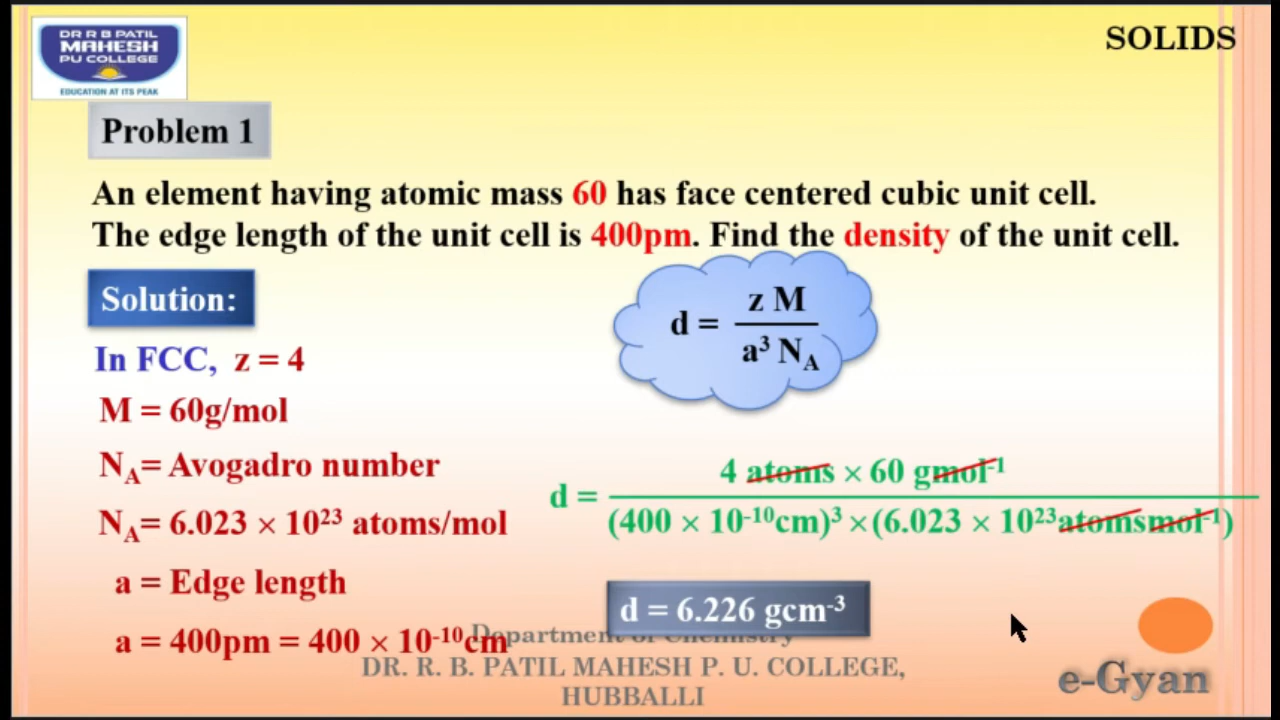 DR R B PATIL
MAHESH
PU COLLEGE
EDUCATION AT ITS PEAK
SOLIDS
Problem 1
An element having atomic mass 60 has face centered cubic unit cell.
The edge length of the unit cell is 400pm. Find the density of the unit cell.
Solution:
d = z M / a³ N_A
In FCC, z = 4
M = 60g/mol
N_A= Avogadro number
N_A= 6.023 × 10²³ atoms/mol
a = Edge length
a = 400pm = 400 × 10⁻¹⁰cm
d = 4 atoms × 60 gmol⁻¹ / (400 × 10⁻¹⁰cm)³ ×(6.023 × 10²³atomsmol⁻¹)
d = 6.226 gcm⁻³
Department of Chemistry
DR. R. B. PATIL MAHESH P. U. COLLEGE,
HUBBALLI
e-Gyan